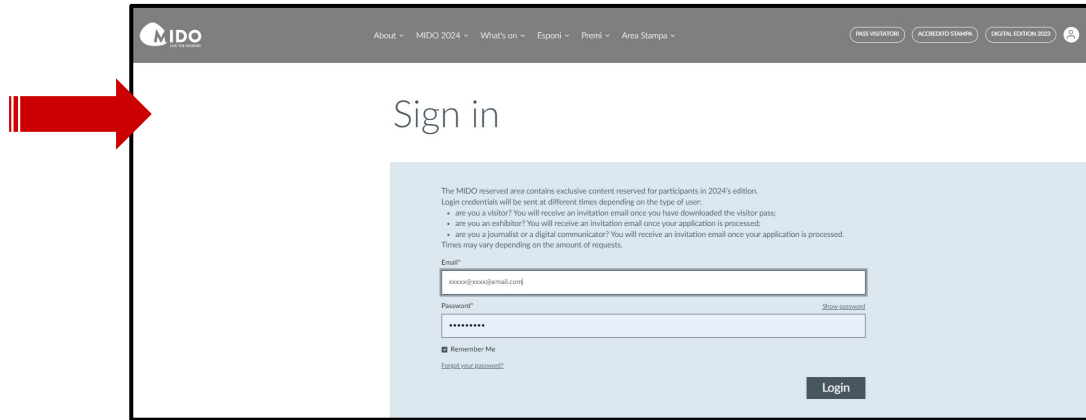 MIDO
LIVE THE WONDER
About MIDO 2024 What's on Esponi Premi Area Stampa
PASS VISITATORI ACCREDITO STAMPA DIGITAL EDITION 2023
Sign in
The MIDO reserved area contains exclusive content reserved for participants in 2024's edition.
Login credentials will be sent at different times depending on the type of user:
• are you a visitor? You will receive an invitation email once you have downloaded the visitor pass;
• are you an exhibitor? You will receive an invitation email once your application is processed;
• are you a journalist or a digital communicator? You will receive an invitation email once your application is processed.
Times may vary depending on the amount of requests.
Email*
xxxxx@xxxx@email.com
Password* Show password
•••••••••
Remember Me
Forgot your password?
Login